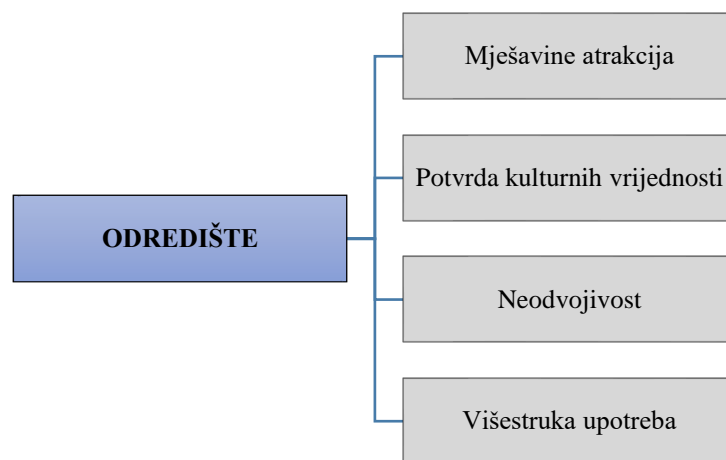 Mješavine atrakcija
Potvrda kulturnih vrijednosti
ODREDIŠTE
Neodvojivost
Višestruka upotreba